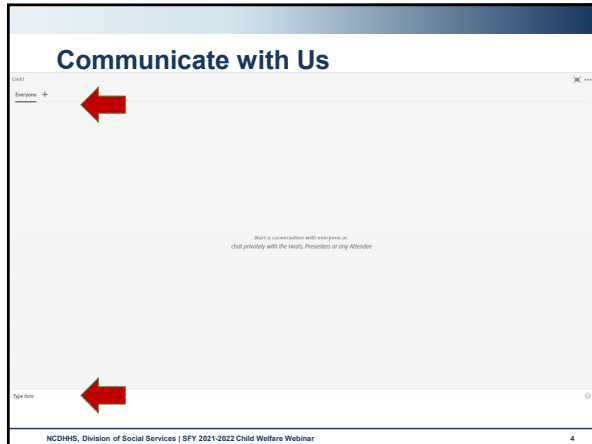 Communicate with Us
CHAT
Everyone +
Start a conversation with everyone or
chat privately with the Hosts, Presenters or any Attendee
Type here
NCDHHS, Division of Social Services | SFY 2021-2022 Child Welfare Webinar 4